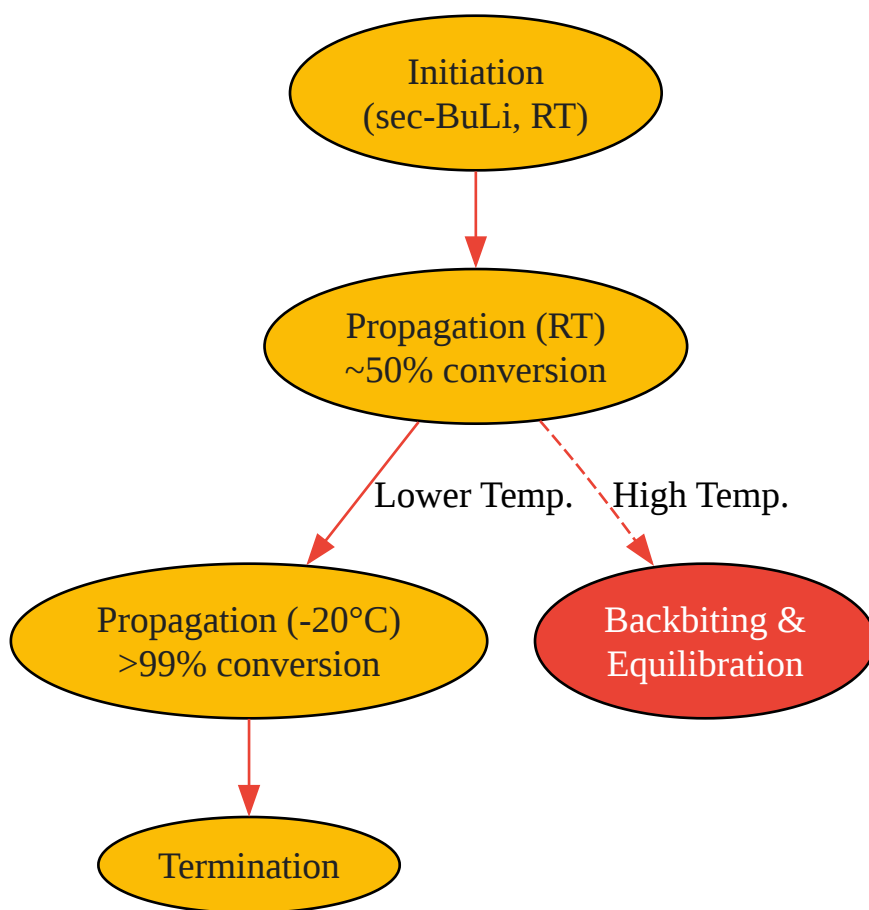 Initiation
(sec-BuLi, RT)
Propagation (RT)
~50% conversion
Lower Temp.
High Temp.
Propagation (-20°C)
>99% conversion
Backbiting &
Equilibration
Termination